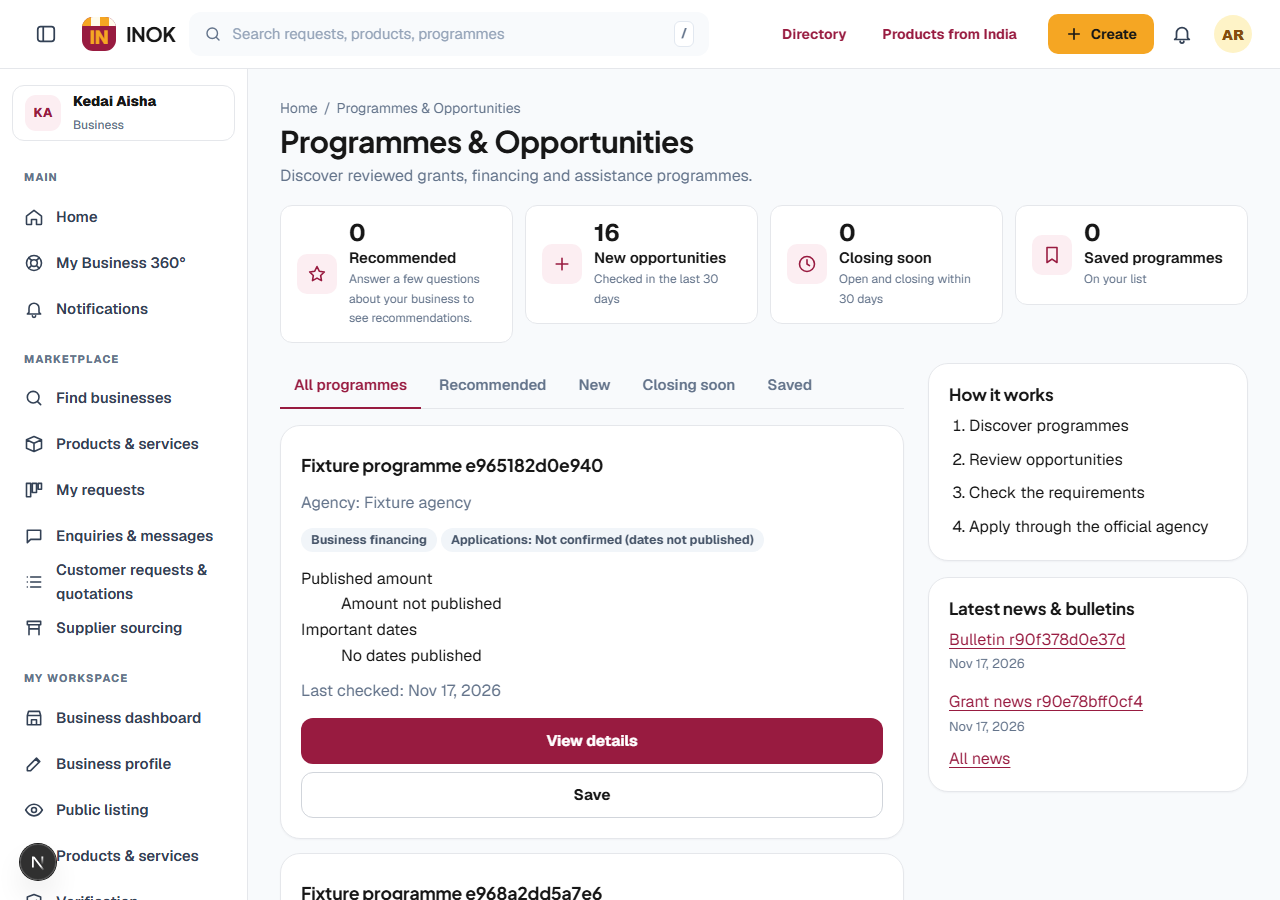 IN INOK
Search requests, products, programmes /
Directory
Products from India
+ Create
AR
KA
Kedai Aisha
Business
MAIN
Home
My Business 360°
Notifications
MARKETPLACE
Find businesses
Products & services
My requests
Enquiries & messages
Customer requests &
quotations
Supplier sourcing
MY WORKSPACE
Business dashboard
Business profile
Public listing
Products & services
N
Verification
Home / Programmes & Opportunities
Programmes & Opportunities
Discover reviewed grants, financing and assistance programmes.
0
Recommended
Answer a few questions
about your business to
see recommendations.
16
New opportunities
Checked in the last 30
days
0
Closing soon
Open and closing within
30 days
0
Saved programmes
On your list
All programmes
Recommended
New
Closing soon
Saved
Fixture programme e965182d0e940
Agency: Fixture agency
Business financing
Applications: Not confirmed (dates not published)
Published amount
Amount not published
Important dates
No dates published
Last checked: Nov 17, 2026
View details
Save
Fixture programme e968a2dd5a7e6
How it works
1. Discover programmes
2. Review opportunities
3. Check the requirements
4. Apply through the official agency
Latest news & bulletins
Bulletin r90f378d0e37d
Nov 17, 2026
Grant news r90e78bff0cf4
Nov 17, 2026
All news